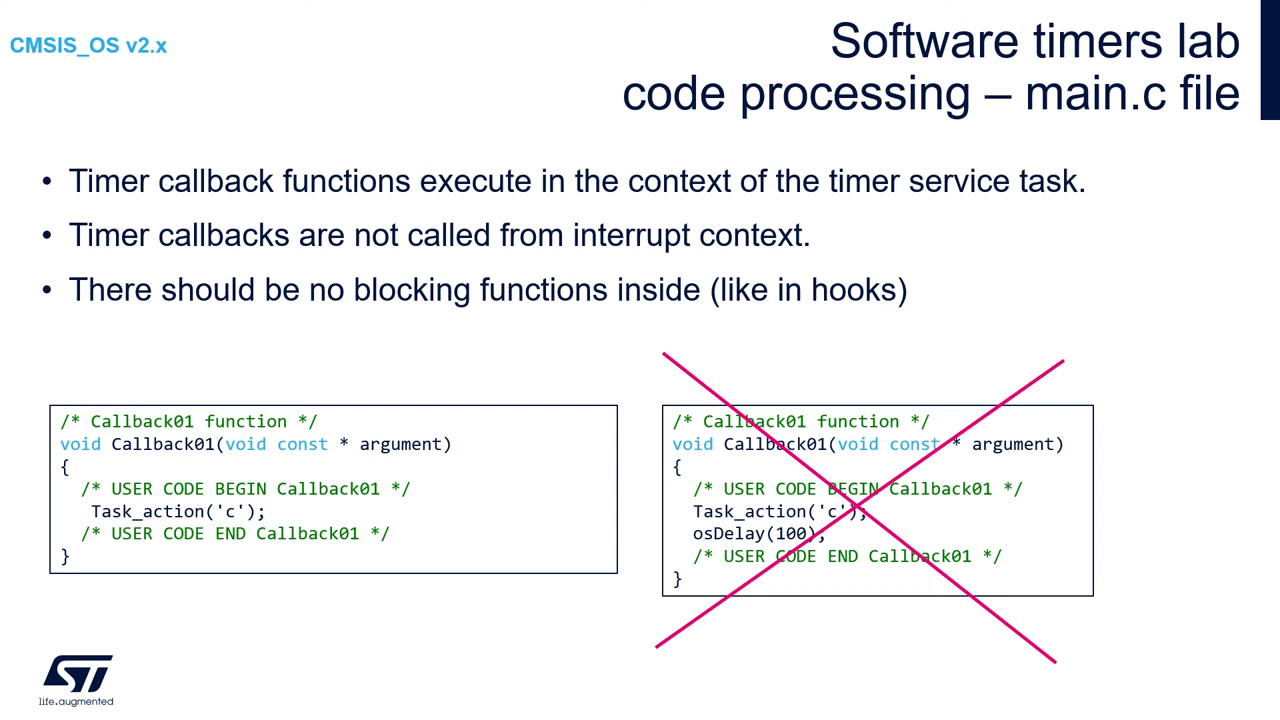 CMSIS_OS v2.x
Software timers lab
code processing – main.c file
• Timer callback functions execute in the context of the timer service task.
• Timer callbacks are not called from interrupt context.
• There should be no blocking functions inside (like in hooks)
/* Callback01 function */
void Callback01(void const * argument)
{
/* USER CODE BEGIN Callback01 */
Task_action('c');
/* USER CODE END Callback01 */
}
/* Callback01 function */
void Callback01(void const * argument)
{
/* USER CODE BEGIN Callback01 */
Task_action('c');
osDelay(100);
/* USER CODE END Callback01 */
}
ST
life.augmented